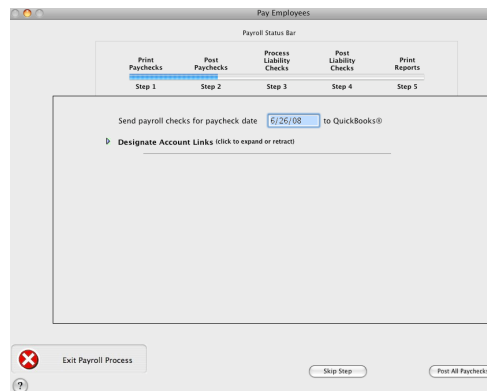 Pay Employees
Payroll Status Bar
Print Paychecks
Post Paychecks
Process Liability Checks
Post Liability Checks
Print Reports
Step 1
Step 2
Step 3
Step 4
Step 5
Send payroll checks for paycheck date 6/26/08 to QuickBooks®
Designate Account Links (click to expand or retract)
Exit Payroll Process
Skip Step
Post All Paychecks
?